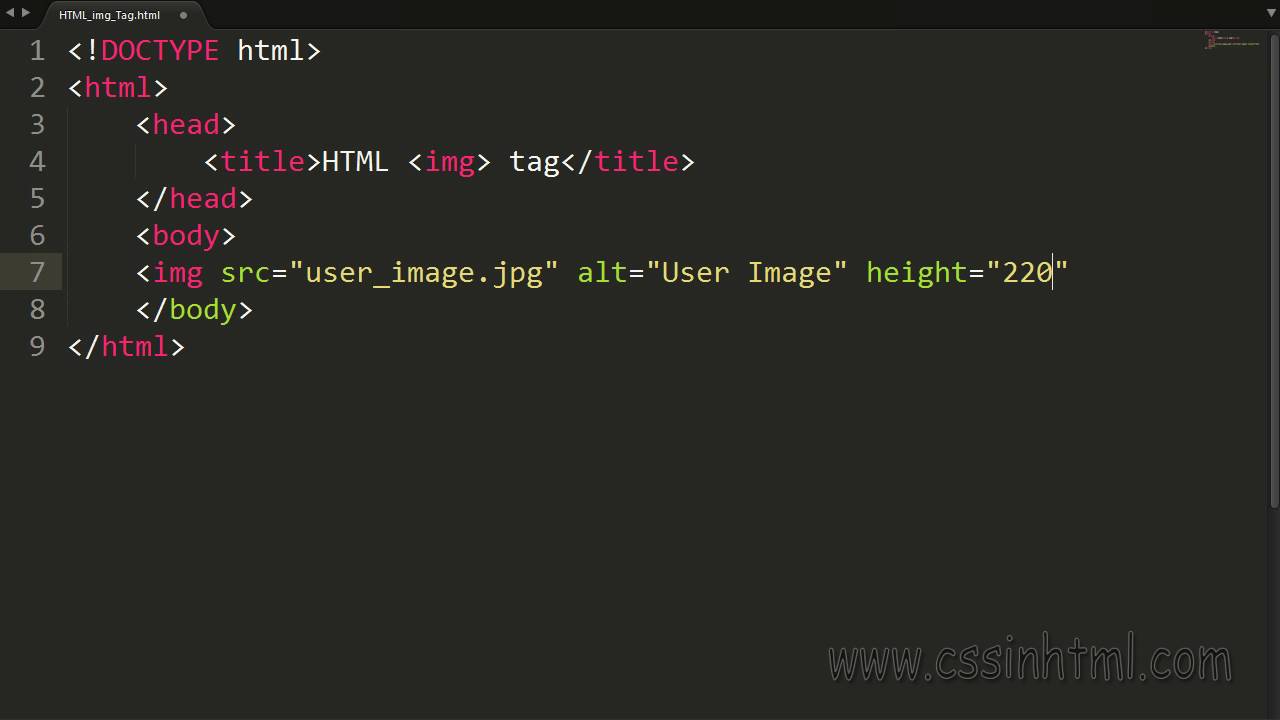 HTML_img_Tag.html
1 <!DOCTYPE html>
2 <html>
3     <head>
4         <title>HTML <img> tag</title>
5     </head>
6     <body>
7     <img src="user_image.jpg" alt="User Image" height="220"
8     </body>
9 </html>
www.cssinhtml.com